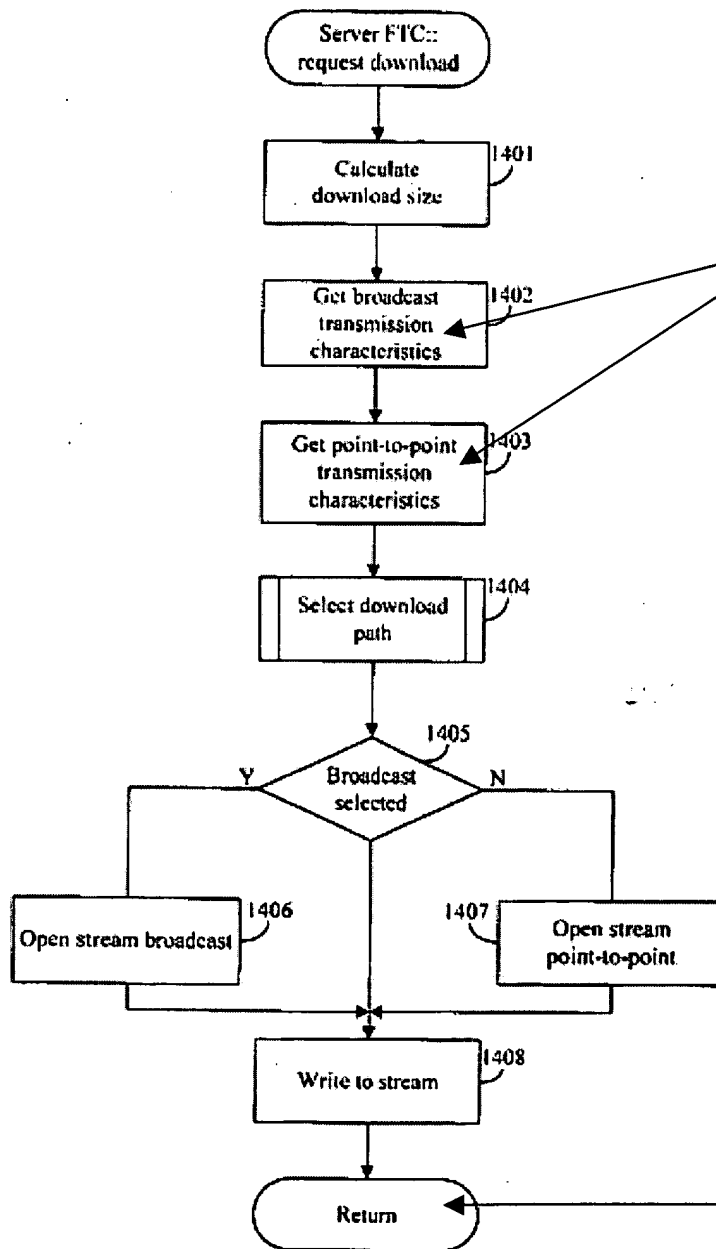 Server FTC::
request download
1401
Calculate
download size
1402
Get broadcast
transmission
characteristics
1403
Get point-to-point
transmission
characteristics
1404
Select download
path
1405
Y
Broadcast
selected
N
1406
Open stream broadcast
1407
Open stream
point-to-point
1408
Write to stream
Return